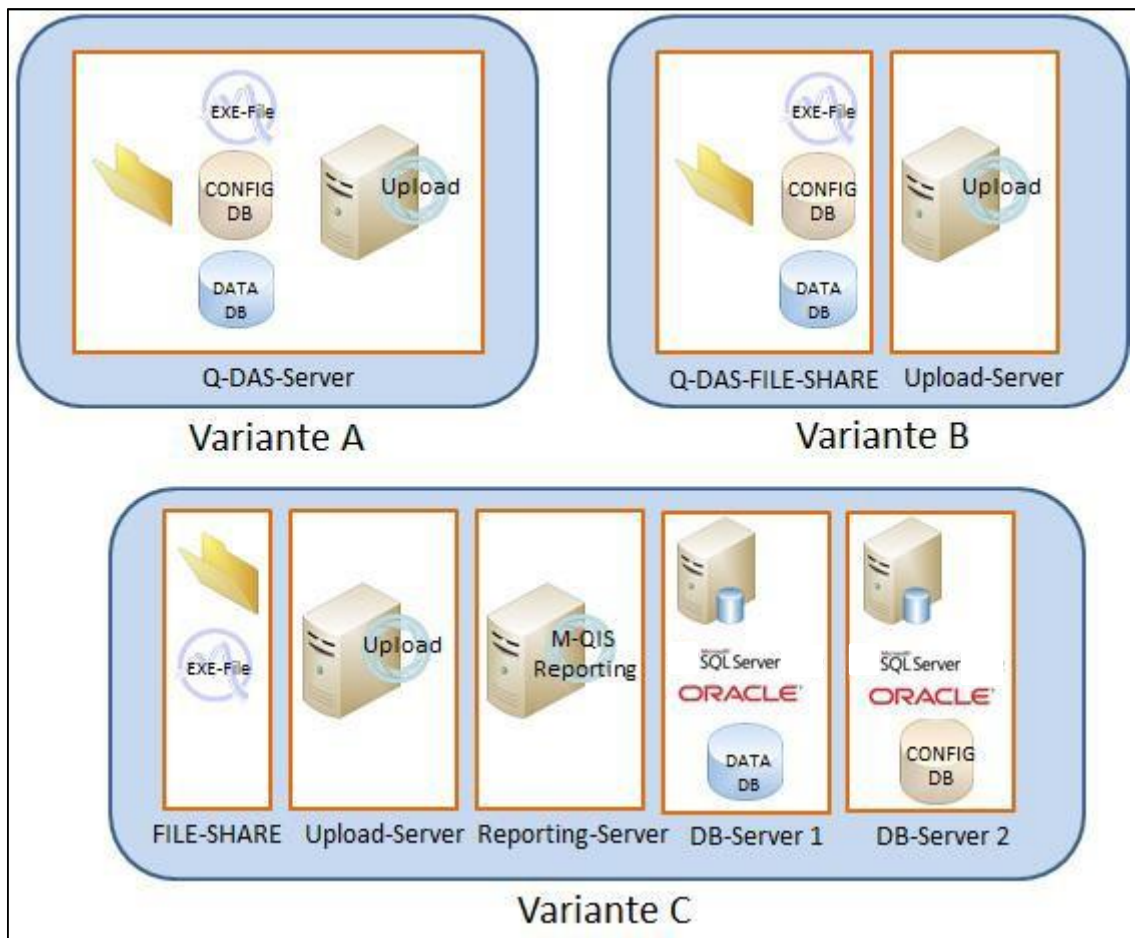 EXE-File
CONFIG
DB
DATA
DB
Upload
Q-DAS-Server
Variante A
EXE-File
CONFIG
DB
DATA
DB
Upload
Q-DAS-FILE-SHARE
Upload-Server
Variante B
EXE-File
FILE-SHARE
Upload
Upload-Server
M-QIS
Reporting
Reporting-Server
Microsoft
SQL Server
ORACLE
DATA
DB
DB-Server 1
Microsoft
SQL Server
ORACLE
CONFIG
DB
DB-Server 2
Variante C